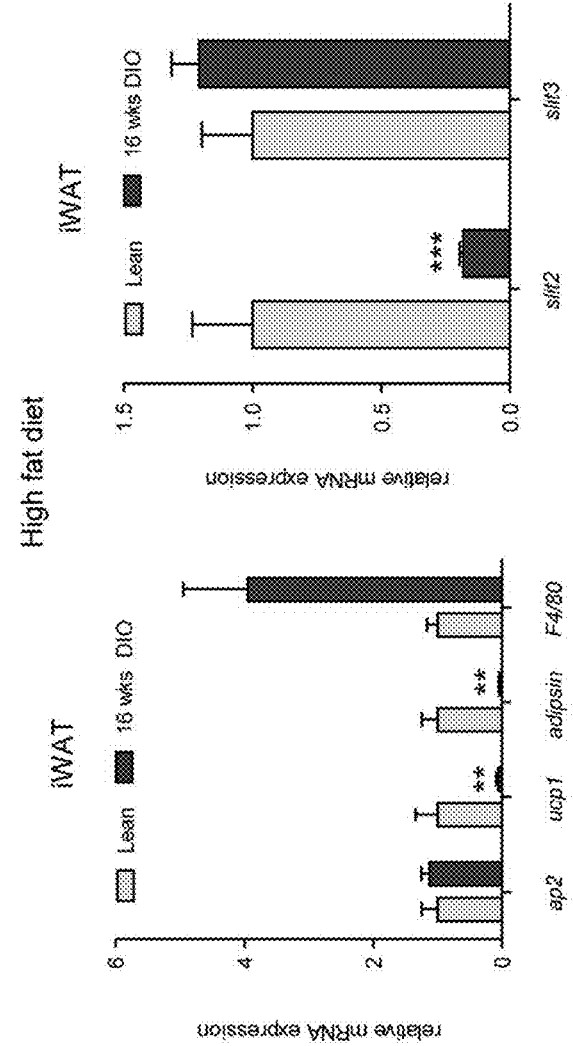 High fat diet
iWAT
Lean 16 wks DIO
relative mRNA expression
6
4
2
0
** **
ap2 ucp1 adipsin F4/80
iWAT
Lean 16 wks DIO
relative mRNA expression
1.5
1.0
0.5
0.0
***
slit2 slit3